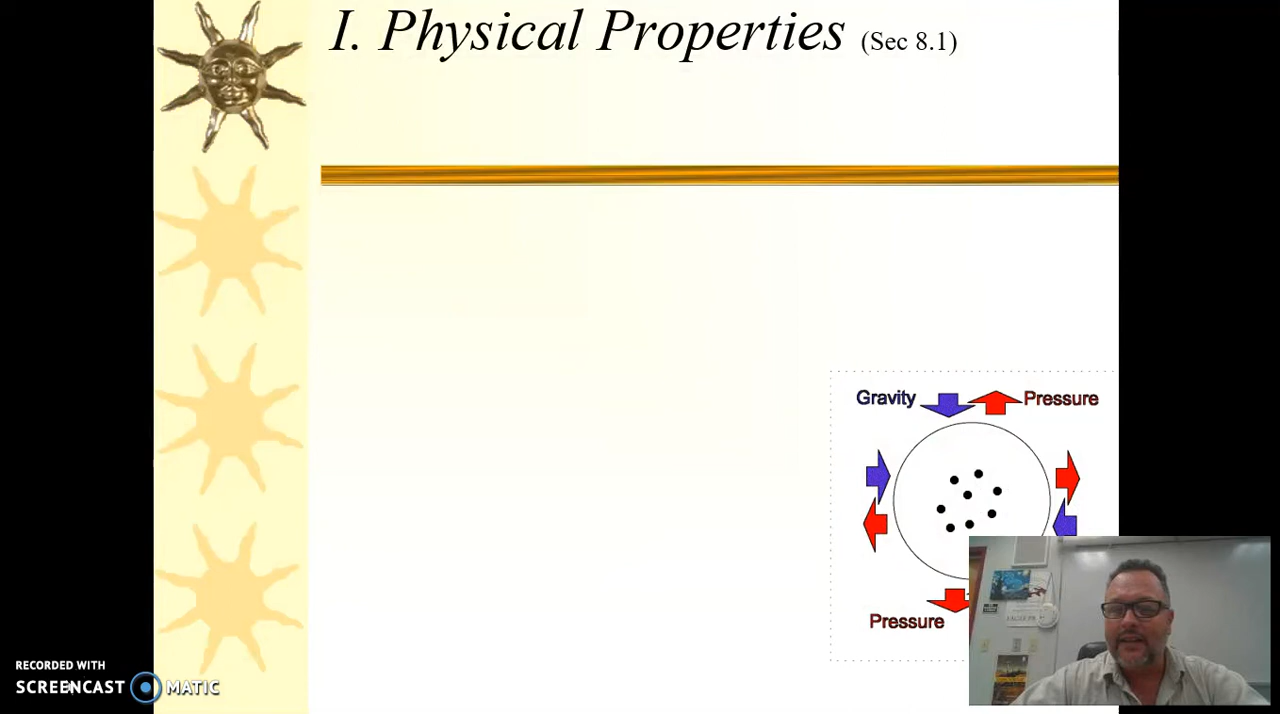 I. Physical Properties (Sec 8.1)
Gravity Pressure
Pressure
RECORDED WITH
SCREENCAST MATIC